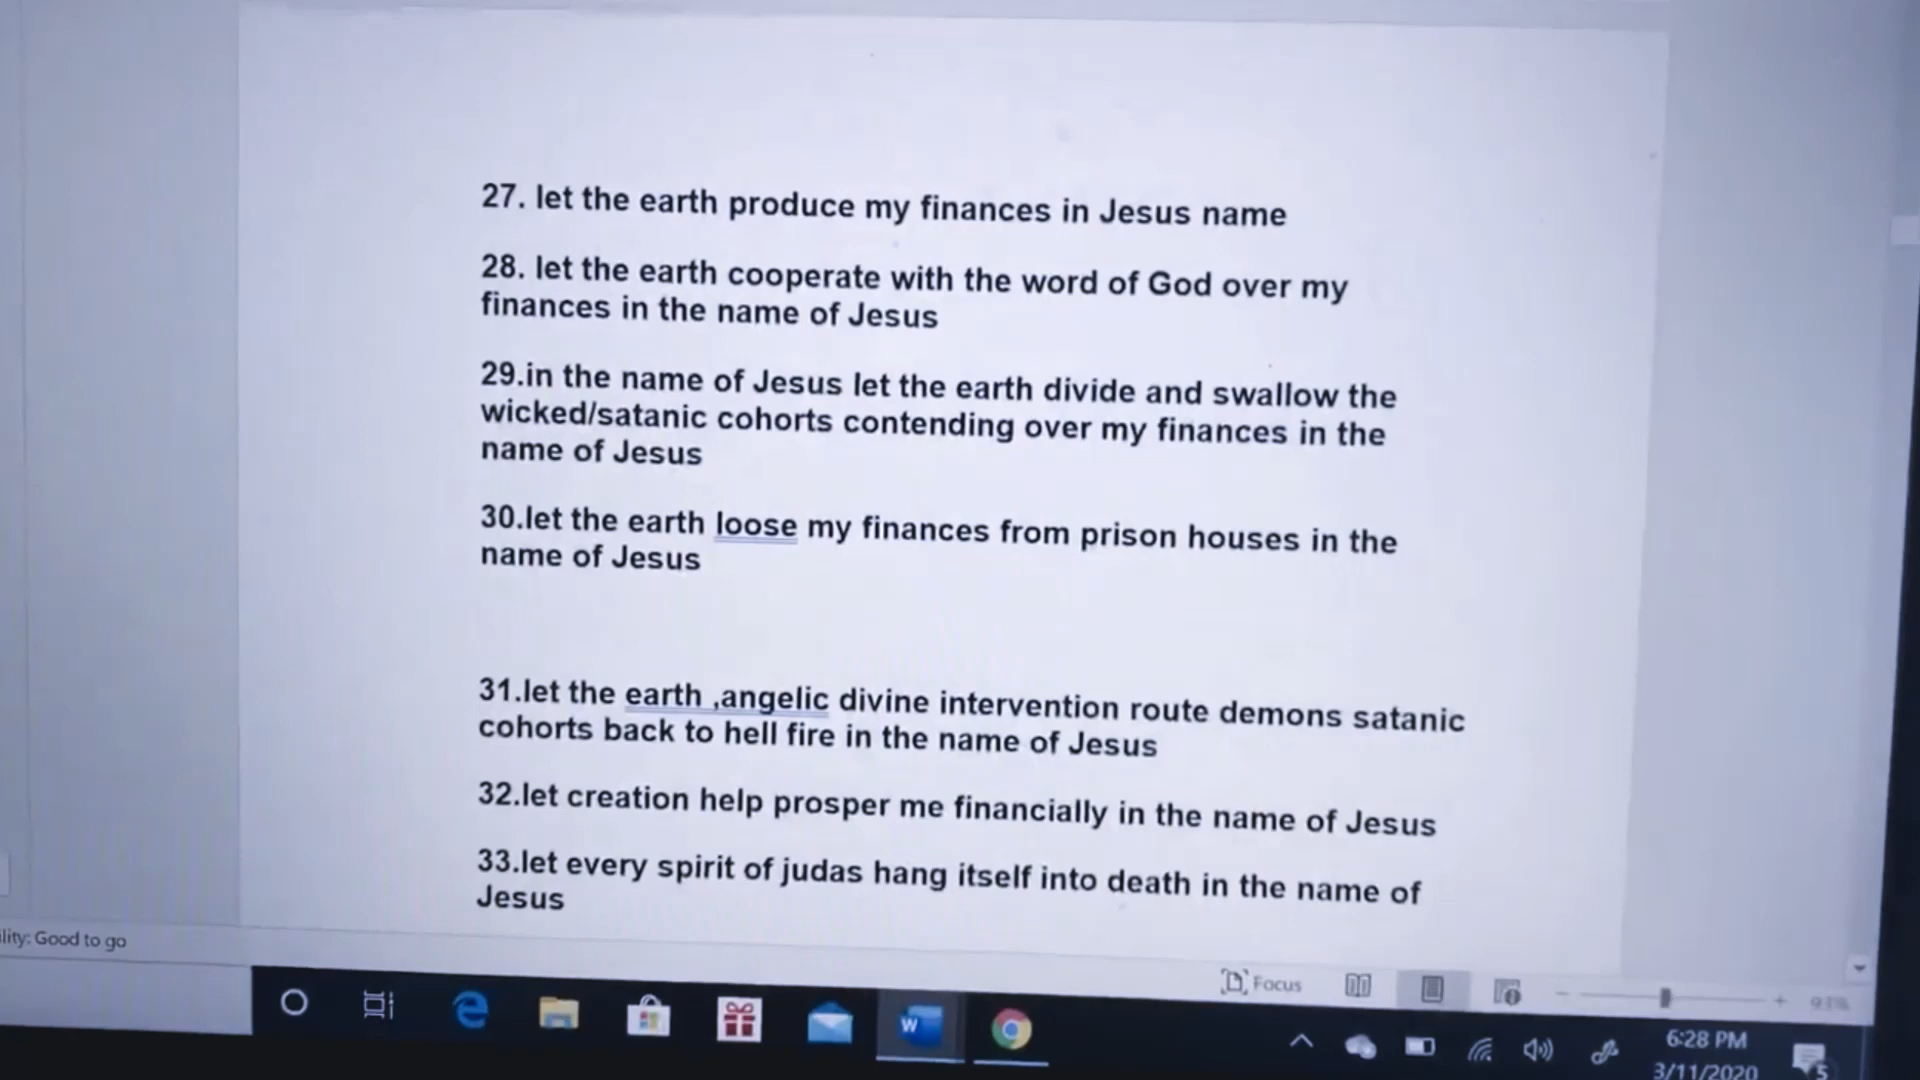 27. let the earth produce my finances in Jesus name
28. let the earth cooperate with the word of God over my
finances in the name of Jesus
29.in the name of Jesus let the earth divide and swallow the
wicked/satanic cohorts contending over my finances in the
name of Jesus
30.let the earth loose my finances from prison houses in the
name of Jesus
31.let the earth ,angelic divine intervention route demons satanic
cohorts back to hell fire in the name of Jesus
32.let creation help prosper me financially in the name of Jesus
33.let every spirit of judas hang itself into death in the name of
Jesus
lity: Good to go
Focus
W
6:28 PM
3/11/2020
5